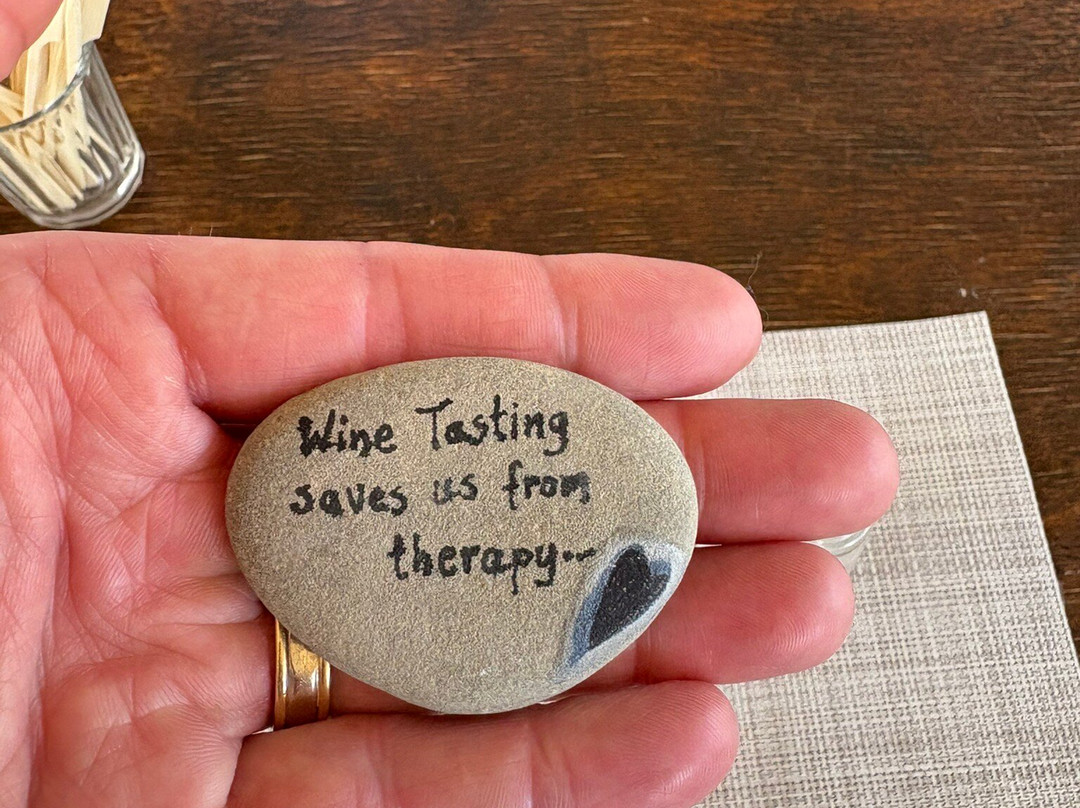 Wine Tasting
saves us from
therapy...